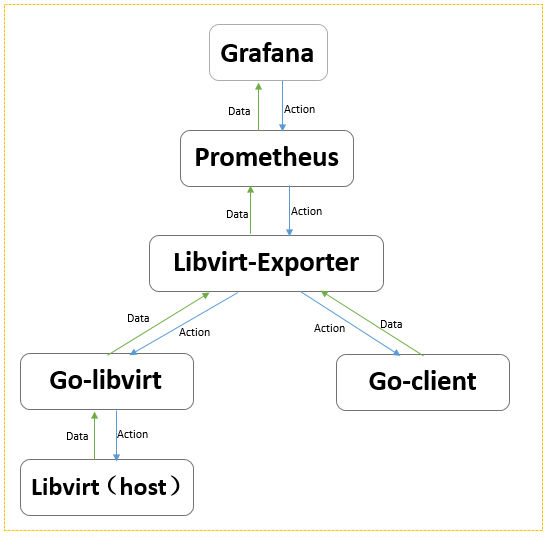 Grafana
Data
Action
Prometheus
Data
Action
Libvirt-Exporter
Data
Action
Action
Data
Go-libvirt
Go-client
Data
Action
Libvirt（host）